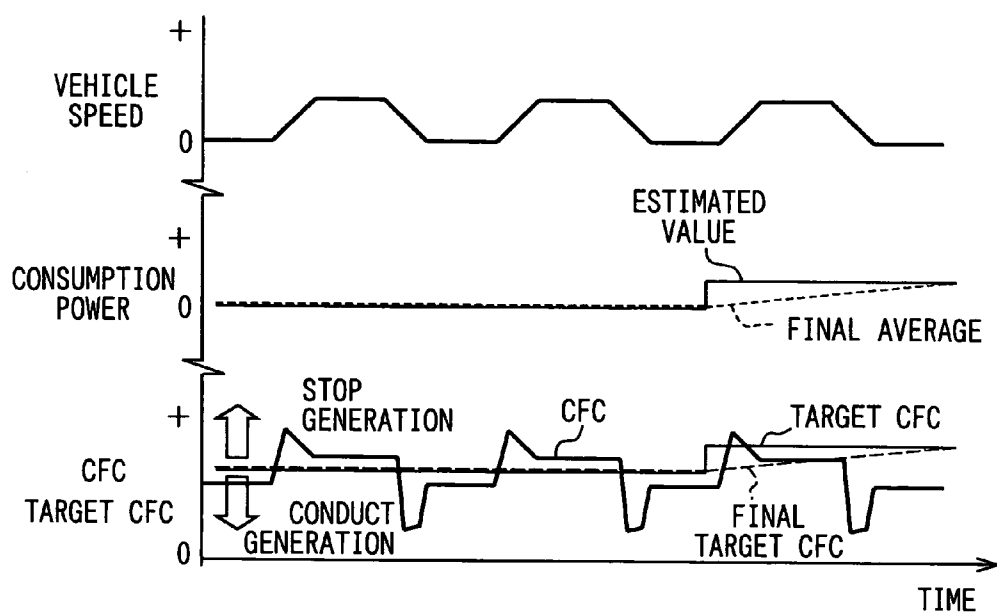 +
VEHICLE
SPEED
0
ESTIMATED
VALUE
+
CONSUMPTION
POWER
0
FINAL AVERAGE
+
STOP
GENERATION
CFC
TARGET CFC
CFC
TARGET CFC
CONDUCT
GENERATION
FINAL
TARGET CFC
0
TIME